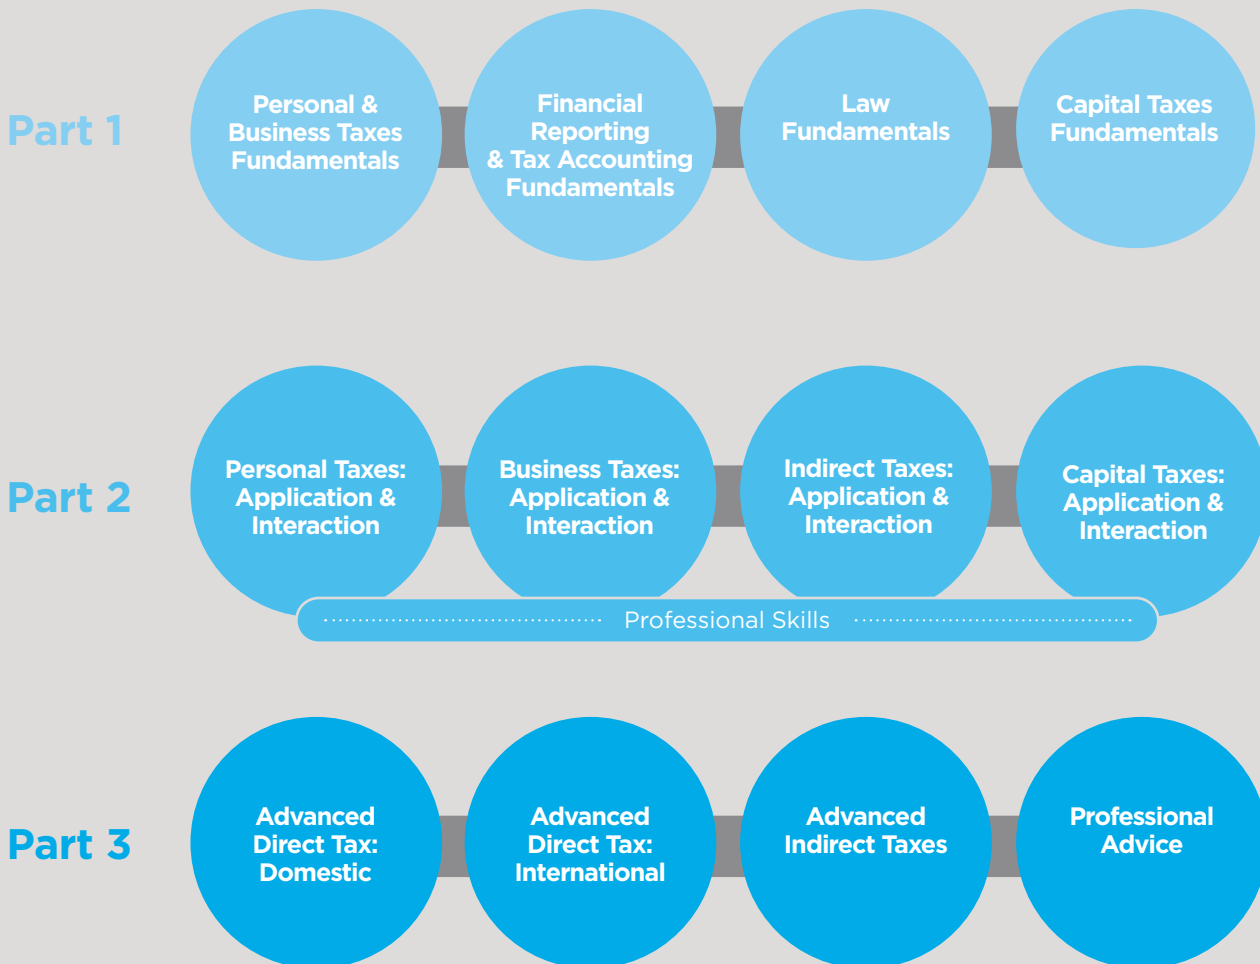 Part 1
Personal &
Business Taxes
Fundamentals
Financial
Reporting
& Tax Accounting
Fundamentals
Law
Fundamentals
Capital Taxes
Fundamentals
Part 2
Personal Taxes:
Application &
Interaction
Business Taxes:
Application &
Interaction
Indirect Taxes:
Application &
Interaction
Capital Taxes:
Application &
Interaction
Professional Skills
Part 3
Advanced
Direct Tax:
Domestic
Advanced
Direct Tax:
International
Advanced
Indirect Taxes
Professional
Advice